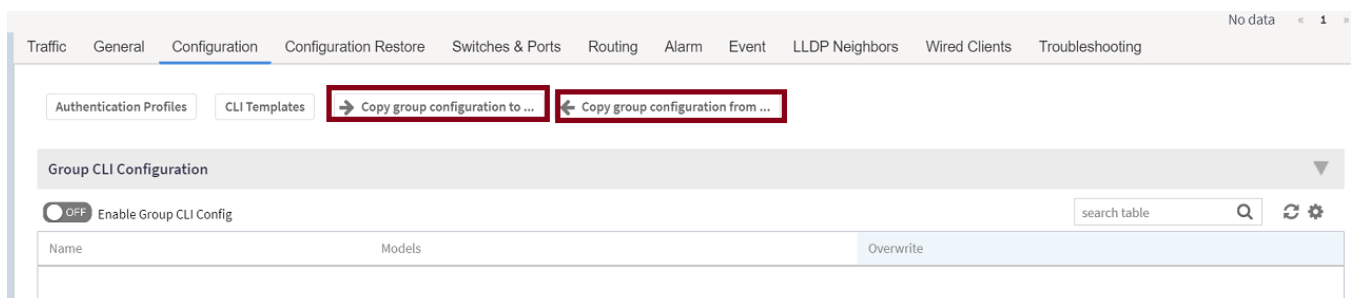 No data « 1 »
Traffic General Configuration Configuration Restore Switches & Ports Routing Alarm Event LLDP Neighbors Wired Clients Troubleshooting
Authentication Profiles CLI Templates Copy group configuration to ... Copy group configuration from ...
Group CLI Configuration
OFF Enable Group CLI Config search table
Name Models Overwrite